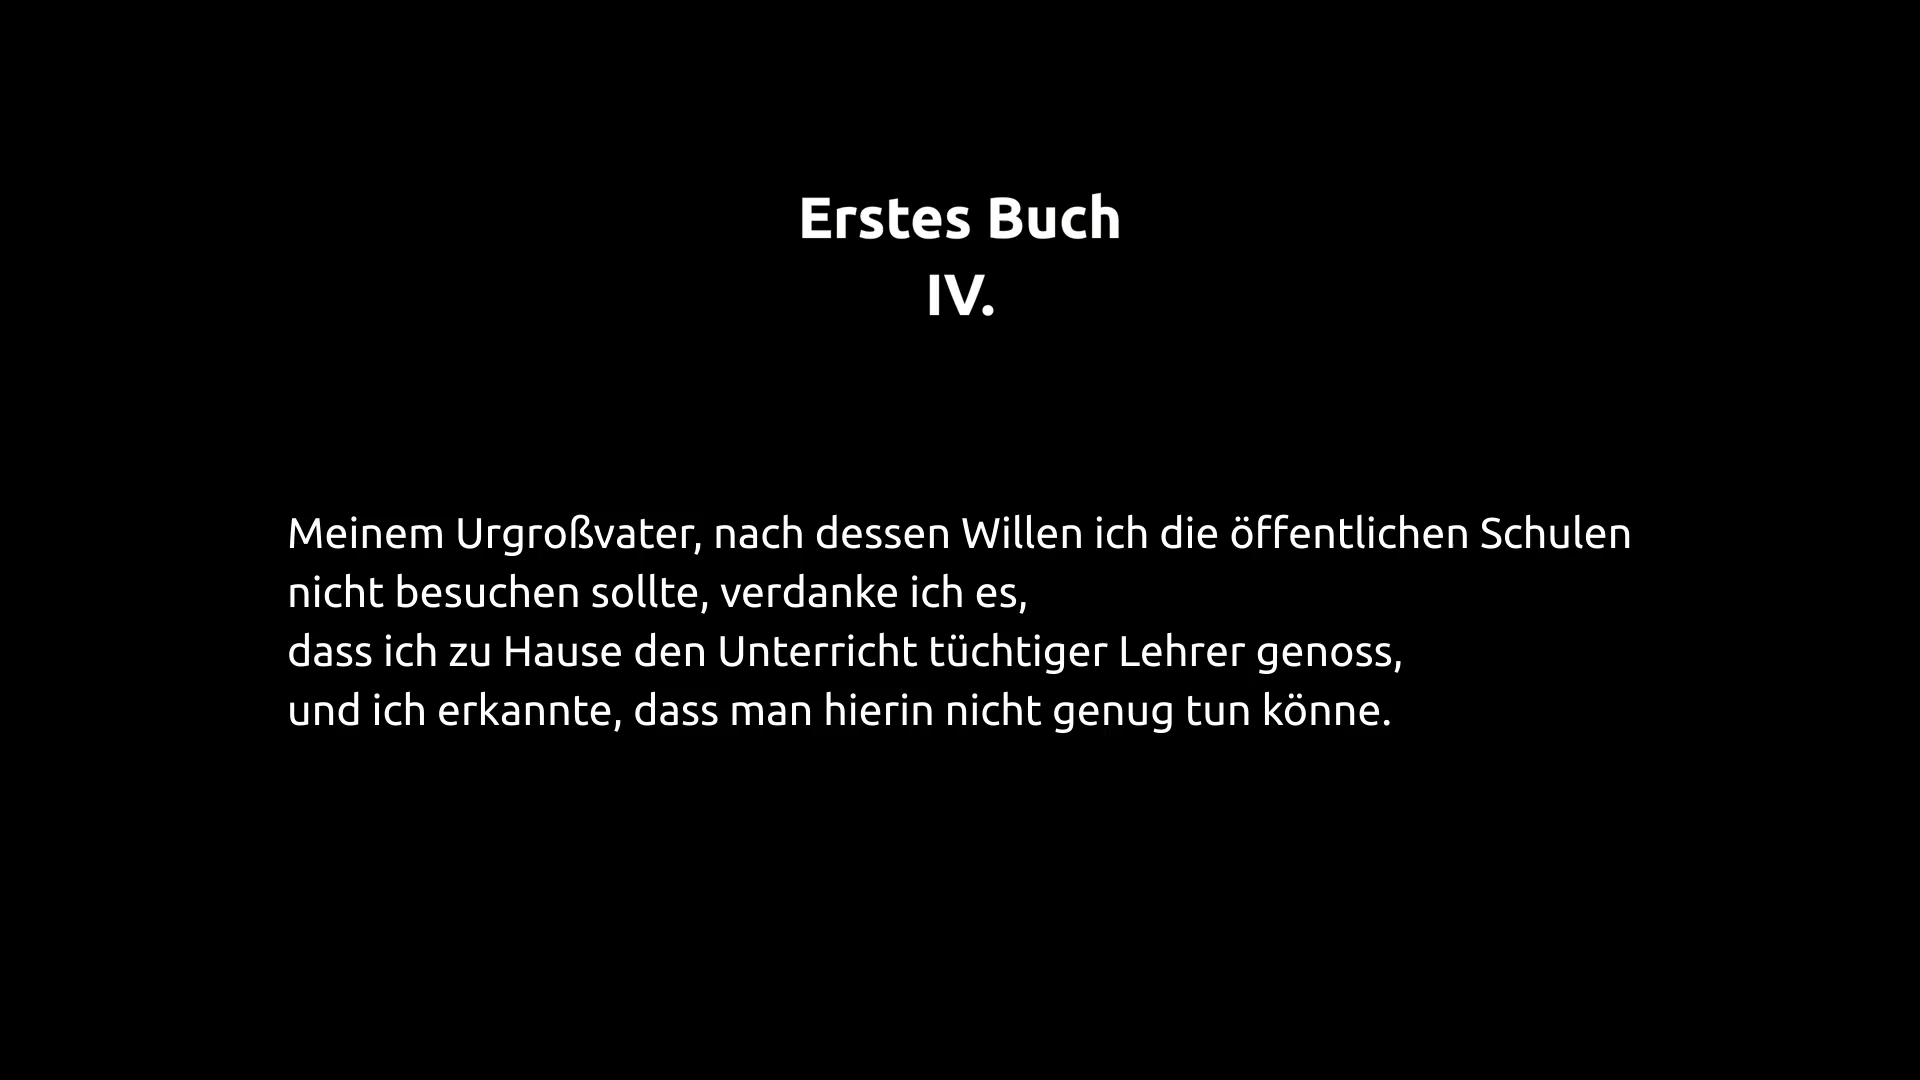 Erstes Buch
IV.
Meinem Urgroßvater, nach dessen Willen ich die öffentlichen Schulen
nicht besuchen sollte, verdanke ich es,
dass ich zu Hause den Unterricht tüchtiger Lehrer genoss,
und ich erkannte, dass man hierin nicht genug tun könne.